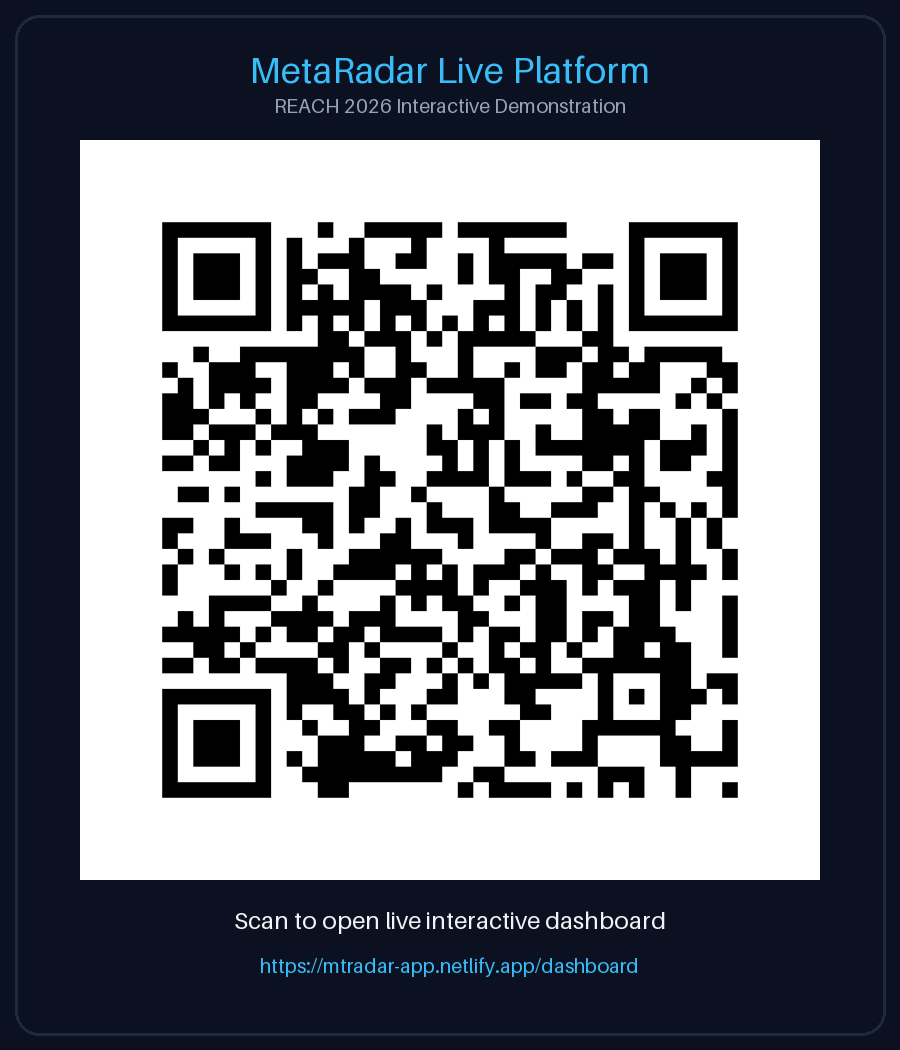 MetaRadar Live Platform
REACH 2026 Interactive Demonstration
Scan to open live interactive dashboard
https://mtradar-app.netlify.app/dashboard